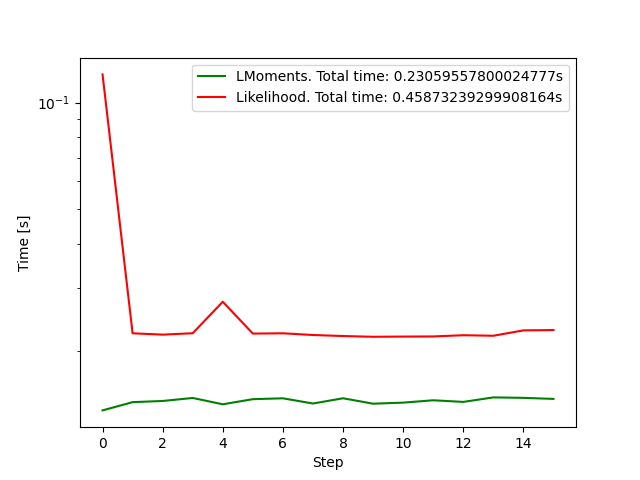 LMoments. Total time: 0.23059557800024777s
Likelihood. Total time: 0.45873239299908164s
10⁻¹
Time [s]
0 2 4 6 8 10 12 14
Step